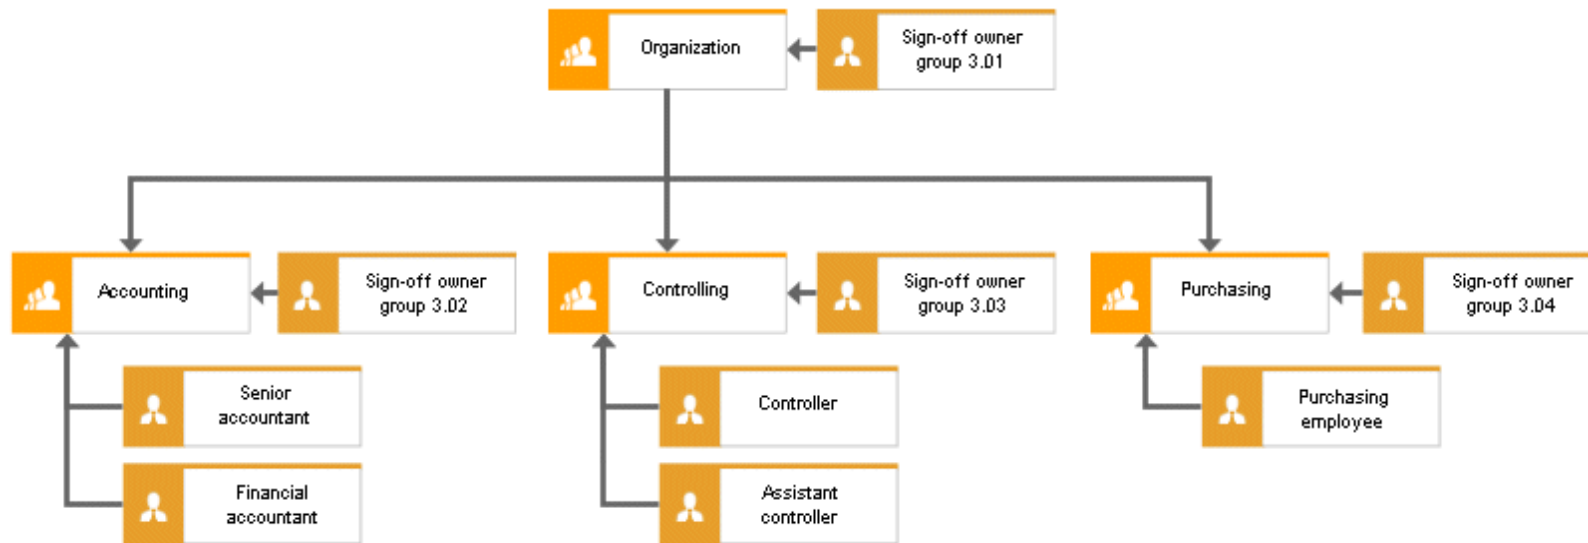 Organization
Sign-off owner
group 3.01
Accounting
Sign-off owner
group 3.02
Controlling
Sign-off owner
group 3.03
Purchasing
Sign-off owner
group 3.04
Senior
accountant
Controller
Purchasing
employee
Financial
accountant
Assistant
controller